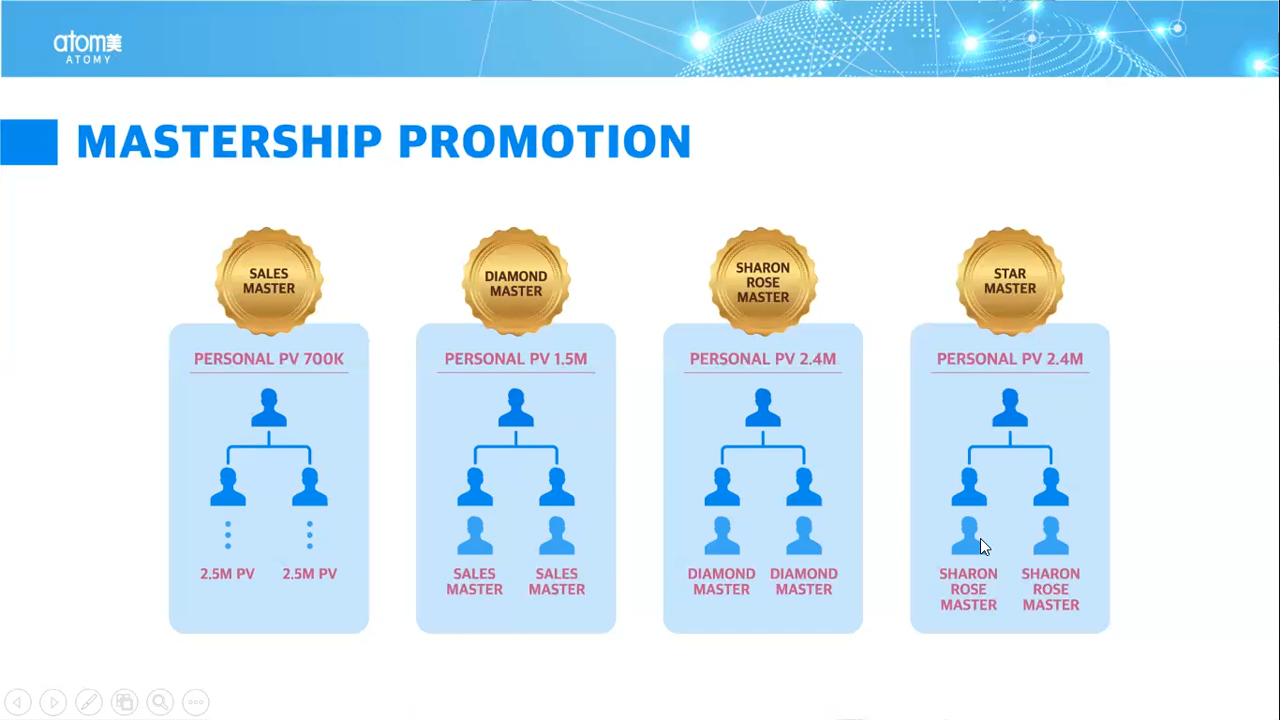 atom美
ATOMY
MASTERSHIP PROMOTION
SALES
MASTER
PERSONAL PV 700K
2.5M PV 2.5M PV
DIAMOND
MASTER
PERSONAL PV 1.5M
SALES SALES
MASTER MASTER
SHARON
ROSE
MASTER
PERSONAL PV 2.4M
DIAMOND DIAMOND
MASTER MASTER
STAR
MASTER
PERSONAL PV 2.4M
SHARON SHARON
ROSE ROSE
MASTER MASTER